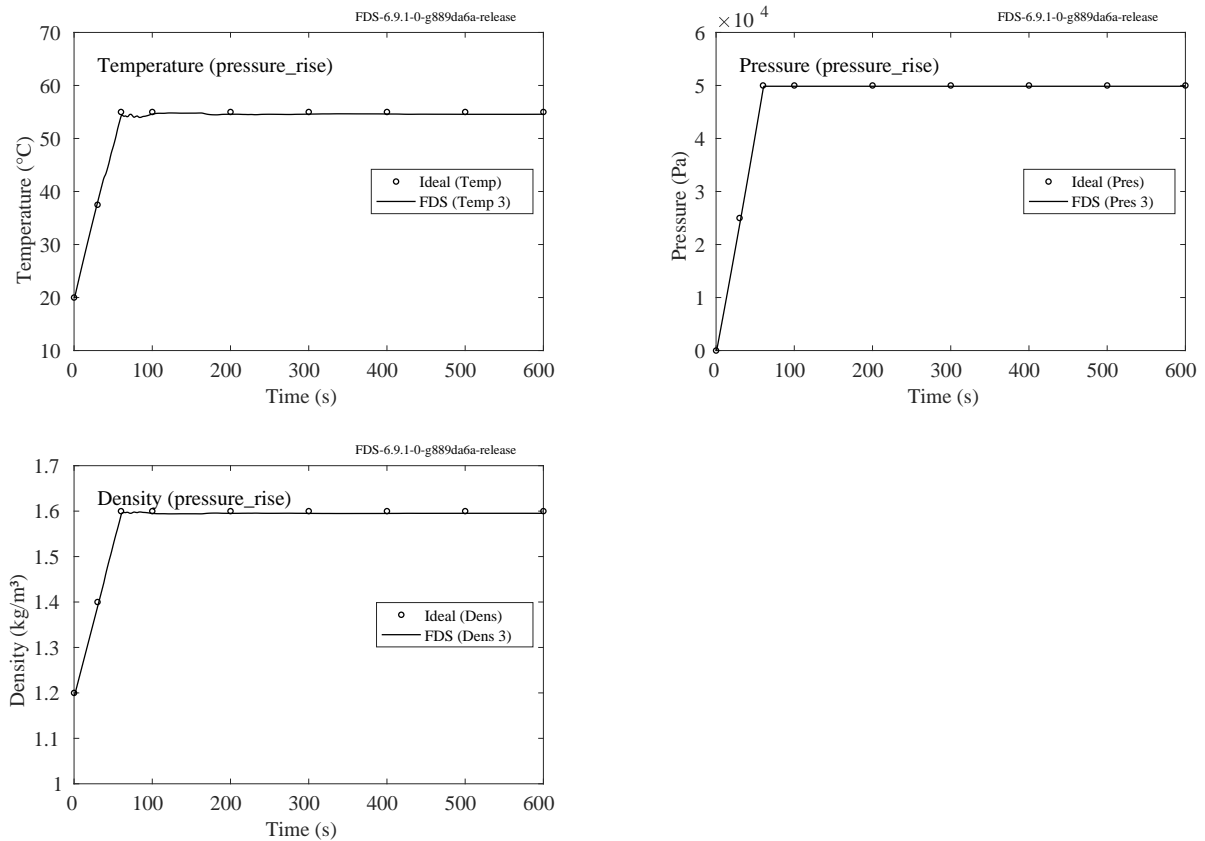 FDS-6.9.1-0-g889da6a-release
70
Temperature (pressure_rise)
60
50
Temperature (°C)
Ideal (Temp)
40
FDS (Temp 3)
30
20
10
0 100 200 300 400 500 600
Time (s)
× 10 4
FDS-6.9.1-0-g889da6a-release
6
Pressure (pressure_rise)
5
4
Pressure (Pa)
Ideal (Pres)
3
FDS (Pres 3)
2
1
0
0 100 200 300 400 500 600
Time (s)
FDS-6.9.1-0-g889da6a-release
1.7
Density (pressure_rise)
1.6
1.5
Density (kg/m³)
1.4
Ideal (Dens)
1.3
FDS (Dens 3)
1.2
1.1
1
0 100 200 300 400 500 600
Time (s)